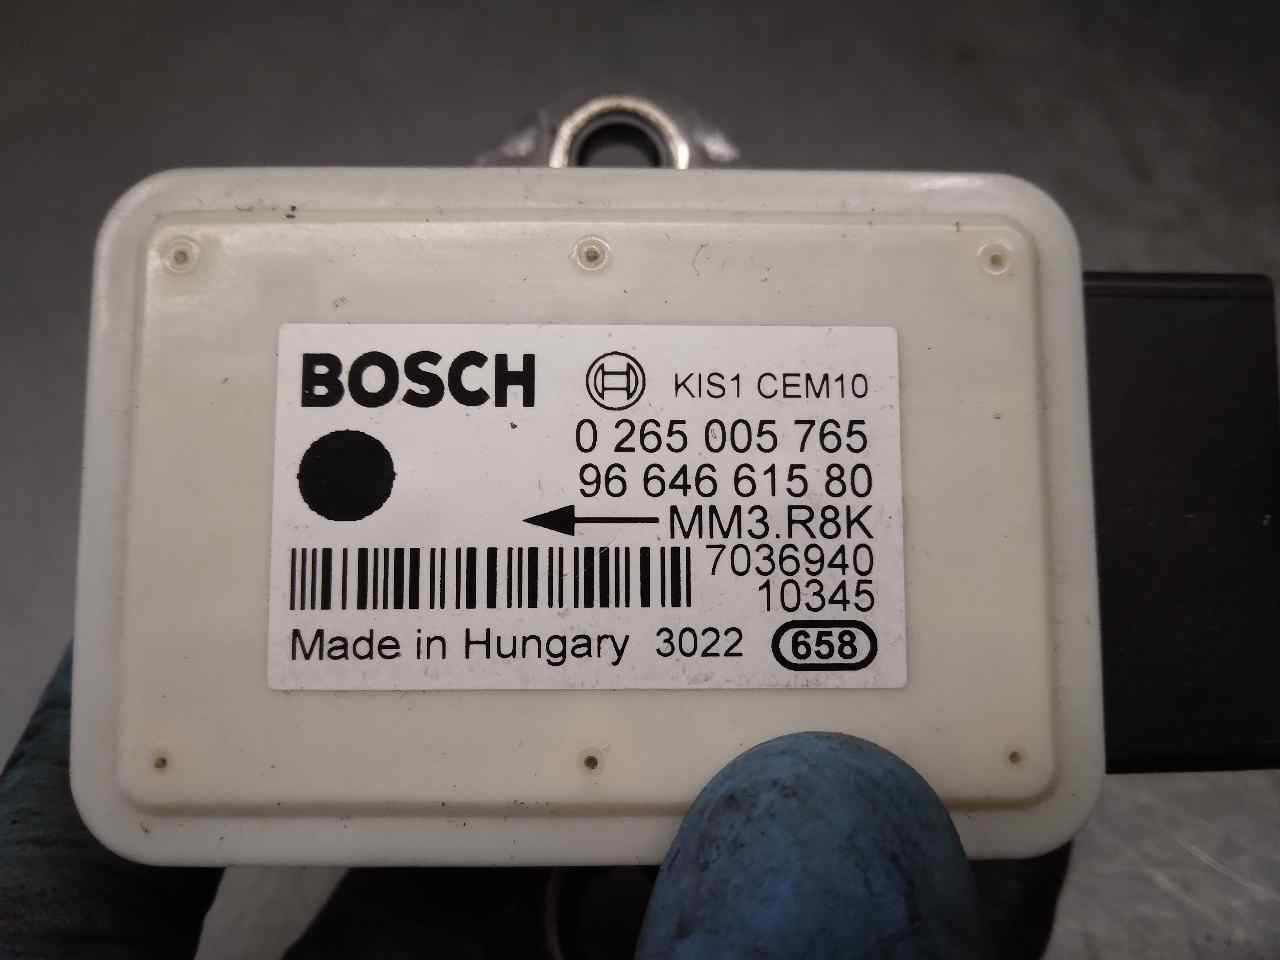 BOSCH KIS1 CEM10
0 265 005 765
96 646 615 80
MM3.R8K
7036940
10345
Made in Hungary 3022 658